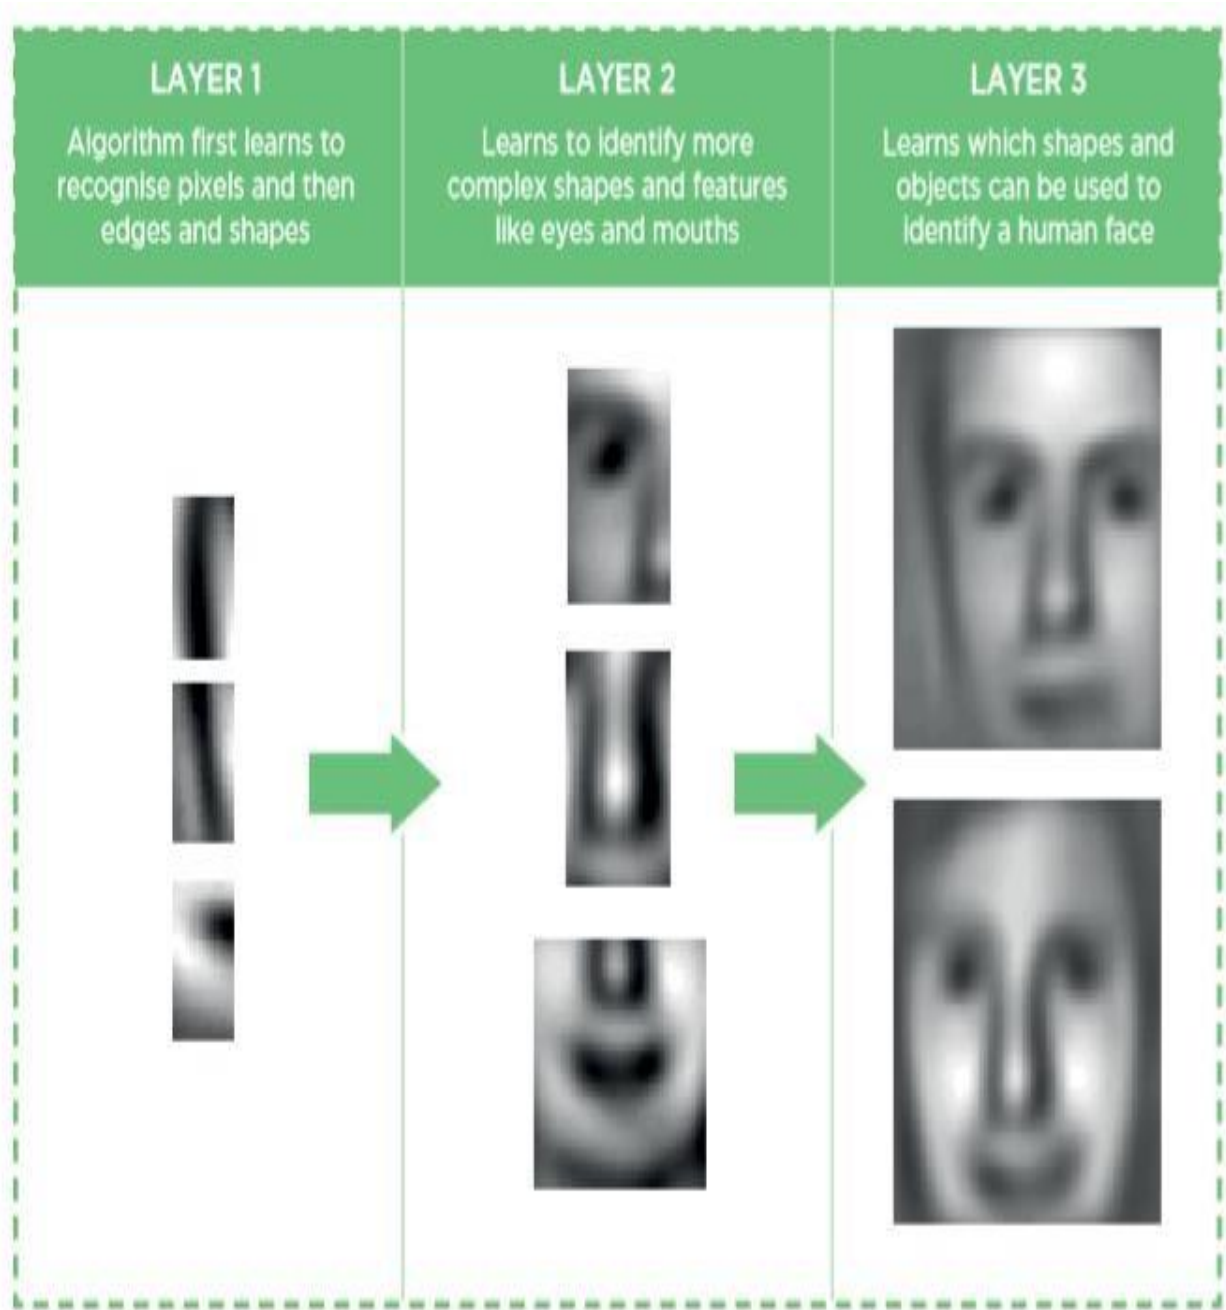 LAYER 1
Algorithm first learns to
recognise pixels and then
edges and shapes
LAYER 2
Learns to identify more
complex shapes and features
like eyes and mouths
LAYER 3
Learns which shapes and
objects can be used to
identify a human face